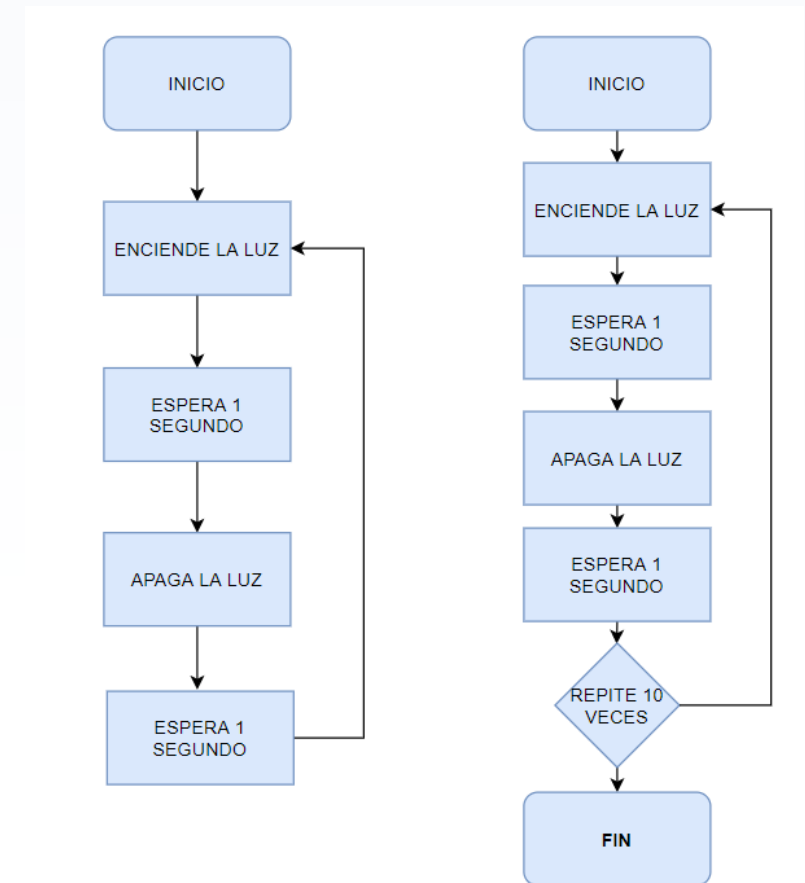 INICIO
ENCIENDE LA LUZ
ESPERA 1
SEGUNDO
APAGA LA LUZ
ESPERA 1
SEGUNDO
INICIO
ENCIENDE LA LUZ
ESPERA 1
SEGUNDO
APAGA LA LUZ
ESPERA 1
SEGUNDO
REPITE 10
VECES
FIN